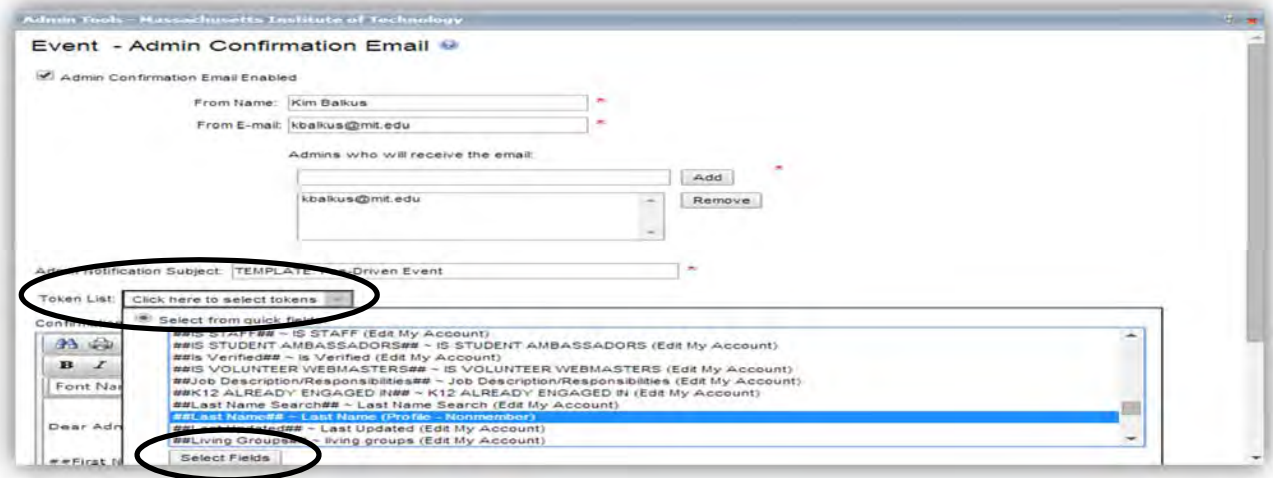 Admin Tools - Massachusetts Institute of Technology
Event - Admin Confirmation Email
Admin Confirmation Email Enabled
From Name: Kim Balkus *
From E-mail: kbalkus@mit.edu *
Admins who will receive the email:
Add *
kbalkus@mit.edu
Remove
Notification Subject: TEMPLATE Driven Event *
Token List: Click here to select tokens
Select from quick
##IS STAFF## ~ IS STAFF (Edit My Account)
##IS STUDENT AMBASSADORS## ~ IS STUDENT AMBASSADORS (Edit My Account)
##Is Verified## ~ Is Verified (Edit My Account)
##IS VOLUNTEER WEBMASTERS## ~ IS VOLUNTEER WEBMASTERS (Edit My Account)
B I
##Job Description/Responsibilities## ~ Job Description/Responsibilities (Edit My Account)
Font Nar
##K12 ALREADY ENGAGED IN## ~ K12 ALREADY ENGAGED IN (Edit My Account)
##Last Name Search## ~ Last Name Search (Edit My Account)
##Last Name## ~ Last Name (Profile - Nonmember)
Dear Adn
##Last Updated## ~ Last Updated (Edit My Account)
##Living Groups## ~ living groups (Edit My Account)
##First N
Select Fields